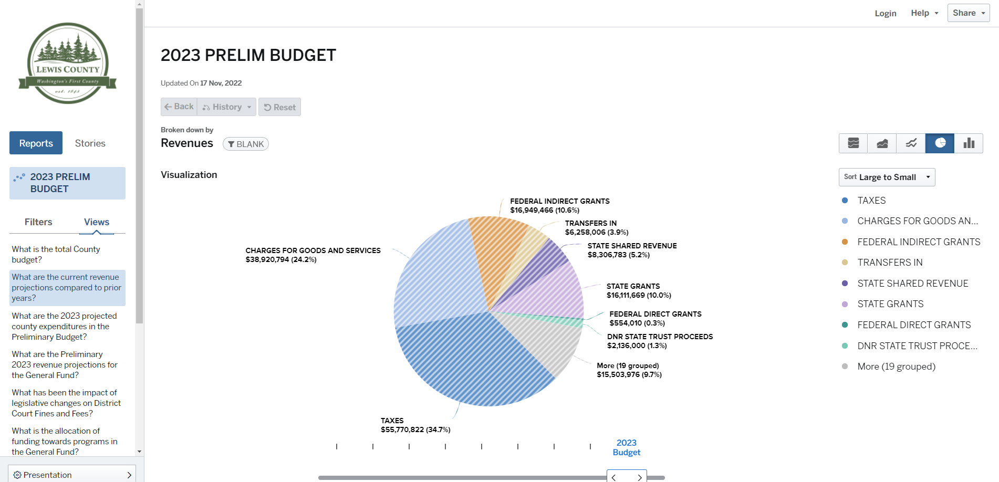 LEWIS COUNTY
Washington's First County
est. 1845
Login
Help
Share
2023 PRELIM BUDGET
Updated On 17 Nov, 2022
Back
History
Reset
Broken down by
Revenues
BLANK
Reports
Stories
2023 PRELIM
BUDGET
Filters
Views
What is the total County
budget?
What are the current revenue
projections compared to prior
years?
What are the 2023 projected
county expenditures in the
Preliminary Budget?
What are the Preliminary
2023 revenue projections for
the General Fund?
What has been the impact of
legislative changes on District
Court Fines and Fees?
What is the allocation of
funding towards programs in
the General Fund?
Presentation
Visualization
FEDERAL INDIRECT GRANTS
$16,949,466 (10.6%)
TRANSFERS IN
$6,258,006 (3.9%)
STATE SHARED REVENUE
$8,306,783 (5.2%)
CHARGES FOR GOODS AND SERVICES
$38,920,794 (24.2%)
STATE GRANTS
$16,111,669 (10.0%)
FEDERAL DIRECT GRANTS
$554,010 (0.3%)
DNR STATE TRUST PROCEEDS
$2,136,000 (1.3%)
More (19 grouped)
$15,503,976 (9.7%)
TAXES
$55,770,822 (34.7%)
2023
Budget
Sort Large to Small
TAXES
CHARGES FOR GOODS AN...
FEDERAL INDIRECT GRANTS
TRANSFERS IN
STATE SHARED REVENUE
STATE GRANTS
FEDERAL DIRECT GRANTS
DNR STATE TRUST PROCE...
More (19 grouped)